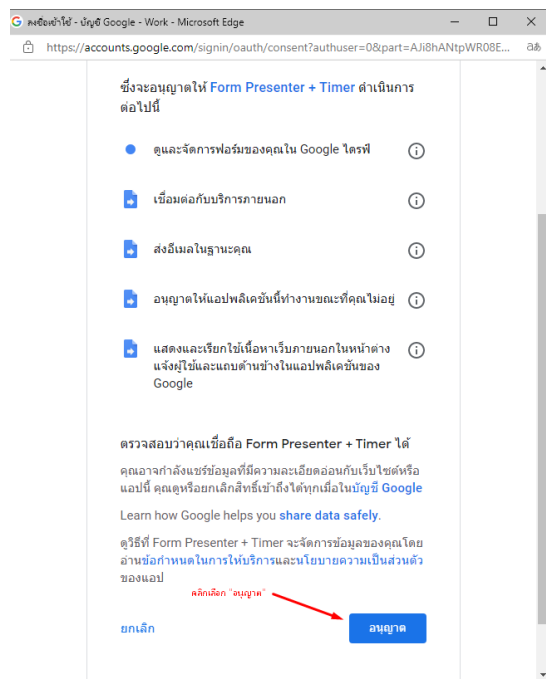 ลงชื่อเข้าใช้ - บัญชี Google - Work - Microsoft Edge
https://accounts.google.com/signin/oauth/consent?authuser=0&part=AJi8hANtpWR08E...
ซึ่งจะอนุญาตให้ Form Presenter + Timer ดำเนินการ
ต่อไปนี้
ดูและจัดการฟอร์มของคุณใน Google ไดรฟ์
เชื่อมต่อกับบริการภายนอก
ส่งอีเมลในฐานะคุณ
อนุญาตให้แอปพลิเคชันนี้ทำงานขณะที่คุณไม่อยู่
แสดงและเรียกใช้เนื้อหาเว็บภายนอกในหน้าต่าง
แจ้งผู้ใช้และแถบด้านข้างในแอปพลิเคชันของ
Google
ตรวจสอบว่าคุณเชื่อถือ Form Presenter + Timer ได้
คุณอาจกำลังแชร์ข้อมูลที่มีความละเอียดอ่อนกับเว็บไซต์หรือ
แอปนี้ คุณดูหรือยกเลิกสิทธิ์เข้าถึงได้ทุกเมื่อในบัญชี Google
Learn how Google helps you share data safely.
ดูวิธีที่ Form Presenter + Timer จะจัดการข้อมูลของคุณโดย
อ่านข้อกำหนดในการให้บริการและนโยบายความเป็นส่วนตัว
ของแอป
คลิกเลือก "อนุญาต"
ยกเลิก
อนุญาต